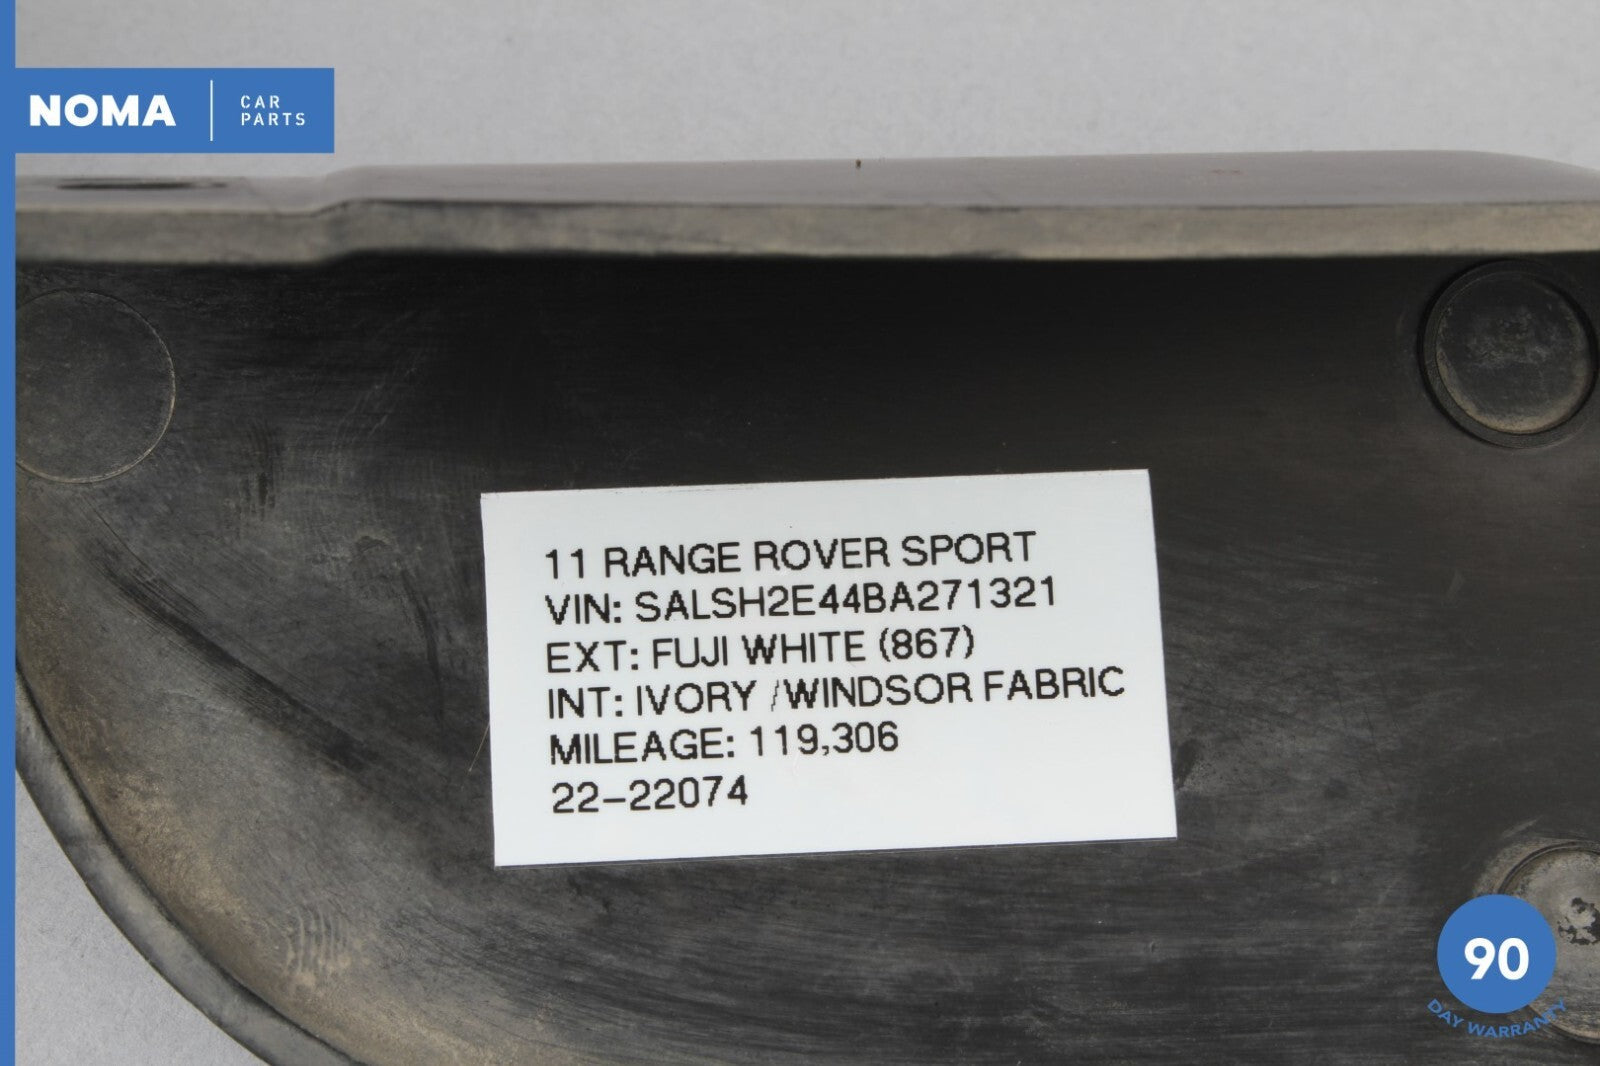 NOMA
CAR
PARTS
11 RANGE ROVER SPORT
VIN: SALSH2E44BA271321
EXT: FUJI WHITE (867)
INT: IVORY /WINDSOR FABRIC
MILEAGE: 119,306
22-22074
90
DAY WARRANTY